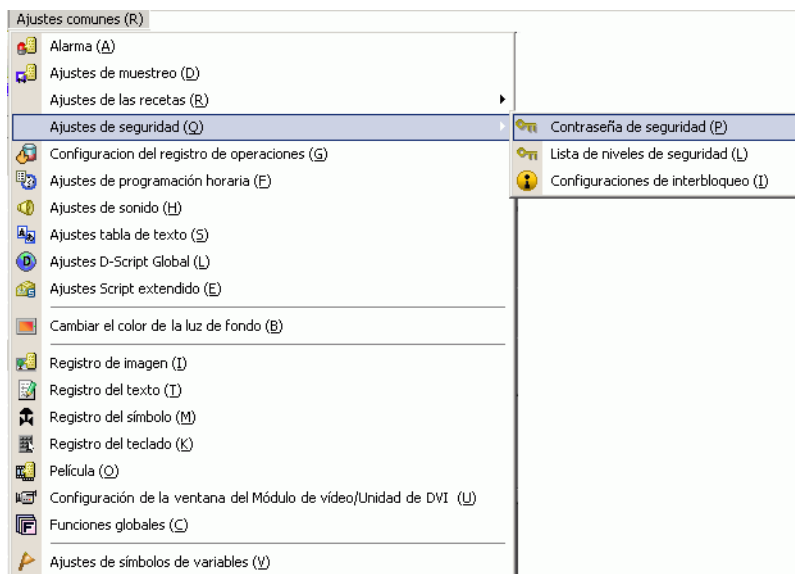 Ajustes comunes (R)
Alarma (A)
Ajustes de muestreo (D)
Ajustes de las recetas (R)
Ajustes de seguridad (Q)
Contraseña de seguridad (P)
Lista de niveles de seguridad (L)
Configuraciones de interbloqueo (I)
Configuracion del registro de operaciones (G)
Ajustes de programación horaria (F)
Ajustes de sonido (H)
Ajustes tabla de texto (S)
Ajustes D-Script Global (L)
Ajustes Script extendido (E)
Cambiar el color de la luz de fondo (B)
Registro de imagen (I)
Registro del texto (T)
Registro del símbolo (M)
Registro del teclado (K)
Película (O)
Configuración de la ventana del Módulo de vídeo/Unidad de DVI (U)
Funciones globales (C)
Ajustes de símbolos de variables (V)